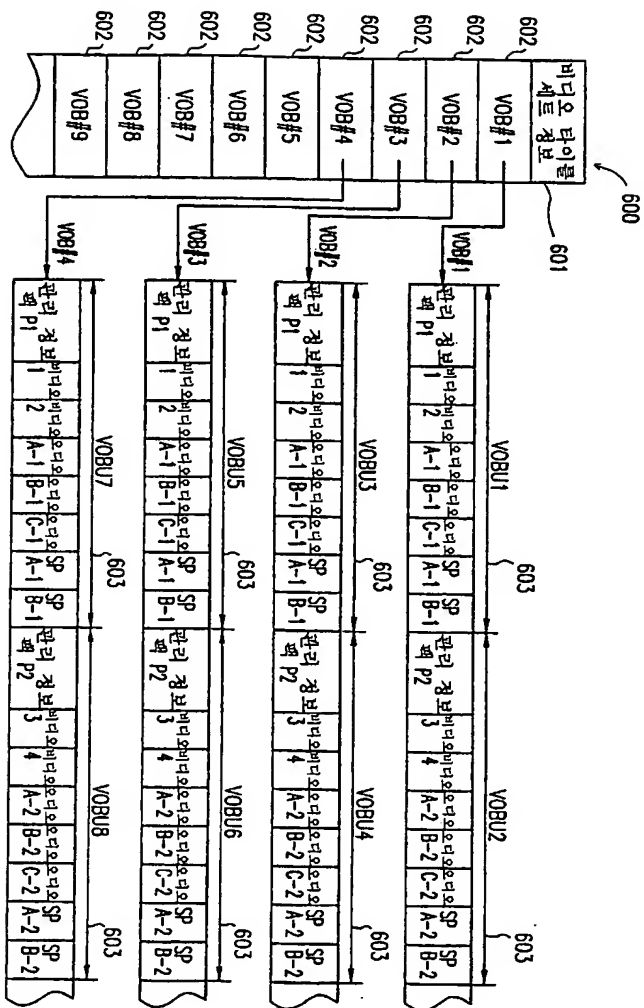 600
601
비디오 타이틀
세트 정보
602
VOB#1
602
VOB#2
602
VOB#3
602
VOB#4
602
VOB#5
602
VOB#6
602
VOB#7
602
VOB#8
602
VOB#9
VOB#1
VOBU1
603
VOBU2
603
관리 정보
팩 P1
비디오
1
비디오
2
오디오
A-1
오디오
B-1
오디오
C-1
SP
A-1
SP
B-1
관리 정보
팩 P2
비디오
3
비디오
4
오디오
A-2
오디오
B-2
오디오
C-2
SP
A-2
SP
B-2
VOB#2
VOBU3
603
VOBU4
603
관리 정보
팩 P1
비디오
1
비디오
2
오디오
A-1
오디오
B-1
오디오
C-1
SP
A-1
SP
B-1
관리 정보
팩 P2
비디오
3
비디오
4
오디오
A-2
오디오
B-2
오디오
C-2
SP
A-2
SP
B-2
VOB#3
VOBU5
603
VOBU6
603
관리 정보
팩 P1
비디오
1
비디오
2
오디오
A-1
오디오
B-1
오디오
C-1
SP
A-1
SP
B-1
관리 정보
팩 P2
비디오
3
비디오
4
오디오
A-2
오디오
B-2
오디오
C-2
SP
A-2
SP
B-2
VOB#4
VOBU7
603
VOBU8
603
관리 정보
팩 P1
비디오
1
비디오
2
오디오
A-1
오디오
B-1
오디오
C-1
SP
A-1
SP
B-1
관리 정보
팩 P2
비디오
3
비디오
4
오디오
A-2
오디오
B-2
오디오
C-2
SP
A-2
SP
B-2